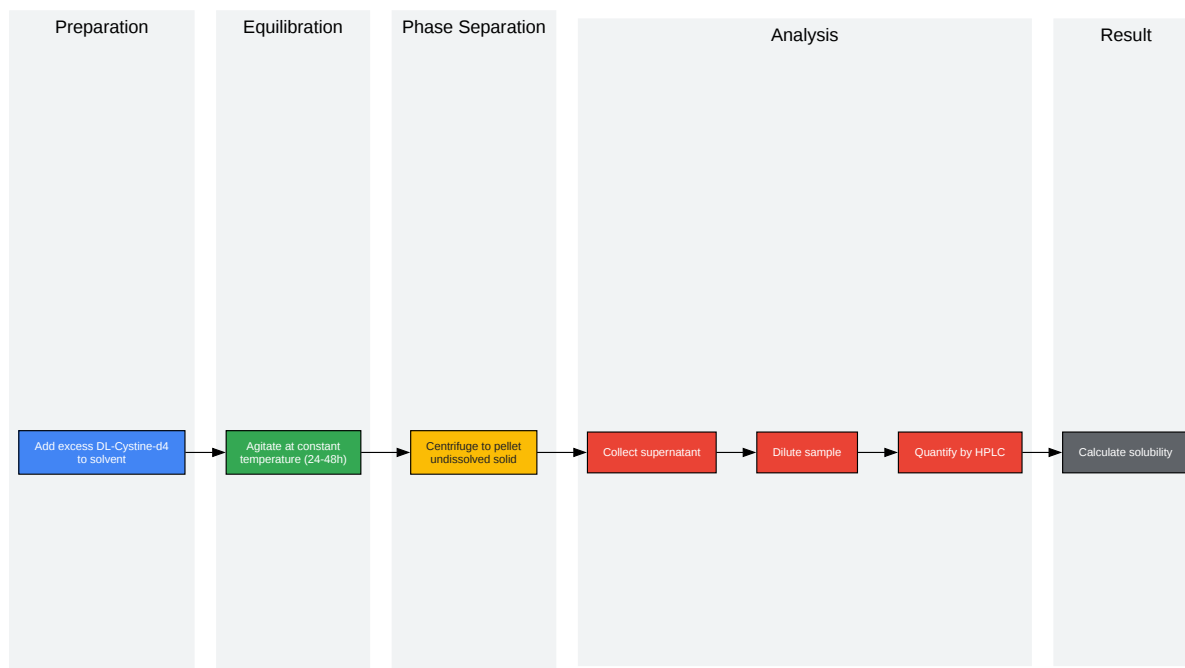 Preparation
Equilibration
Phase Separation
Analysis
Result
Add excess DL-Cystine-d4
to solvent
Agitate at constant
temperature (24-48h)
Centrifuge to pellet
undissolved solid
Collect supernatant
Dilute sample
Quantify by HPLC
Calculate solubility